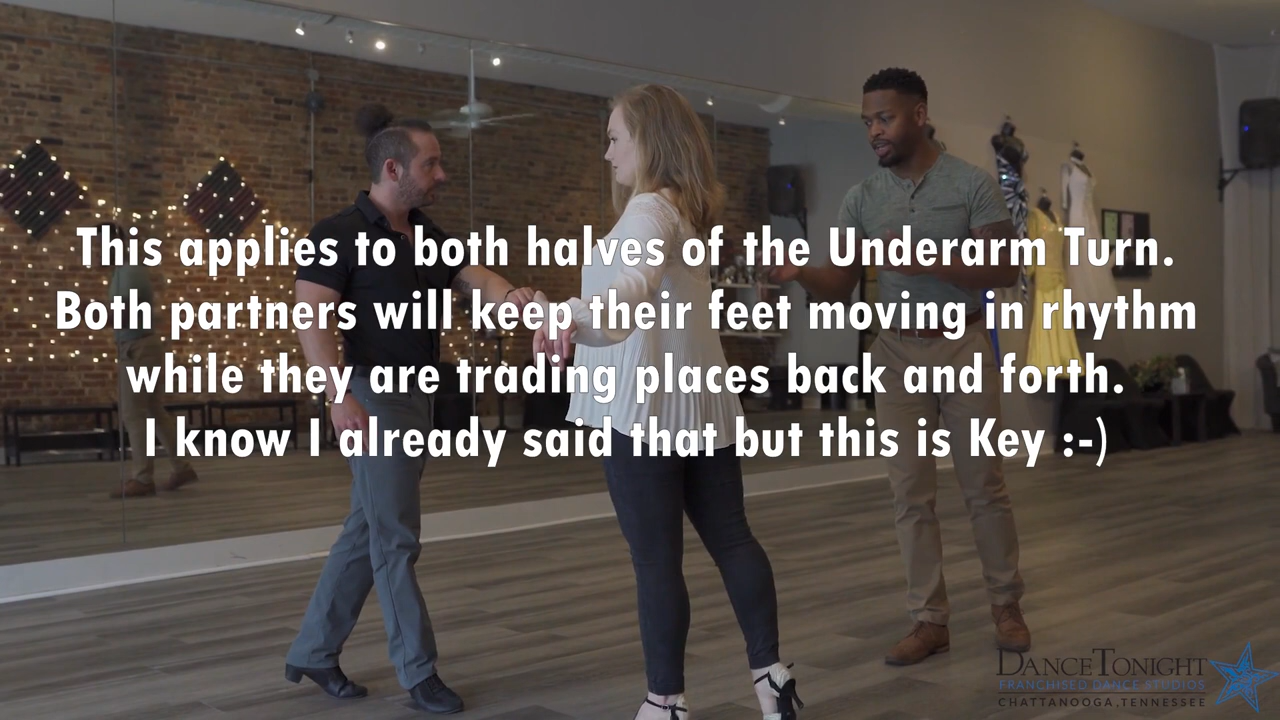 This applies to both halves of the Underarm Turn.
Both partners will keep their feet moving in rhythm
while they are trading places back and forth.
I know I already said that but this is Key :-)
DANCETONIGHT
FRANCHISED DANCE STUDIOS
CHATTANOOGA, TENNESSEE